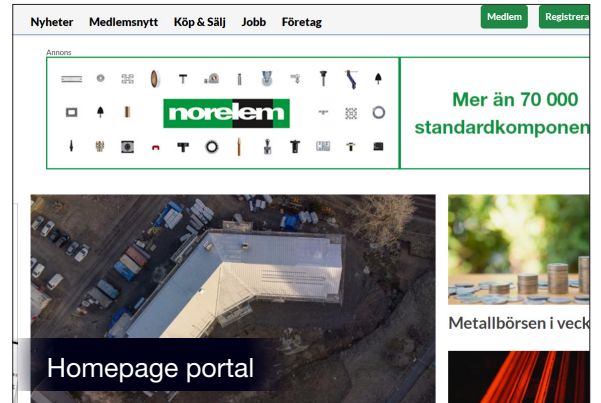 Nyheter Medlemsnytt Köp & Sälj Jobb Företag
Medlem Registrera
Annons
norelem
Mer än 70 000
standardkomponen
Metallbörsen i veck
Homepage portal